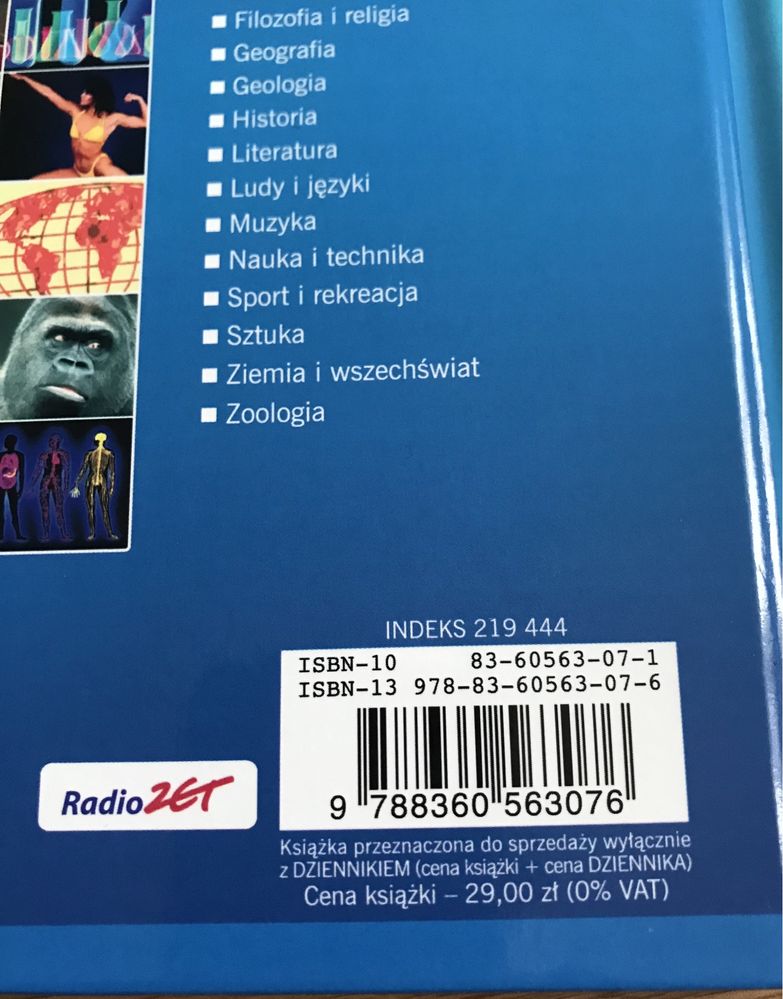 Filozofia i religia
Geografia
Geologia
Historia
Literatura
Ludy i języki
Muzyka
Nauka i technika
Sport i rekreacja
Sztuka
Ziemia i wszechświat
Zoologia
INDEKS 219 444
ISBN-10 83-60563-07-1
ISBN-13 978-83-60563-07-6
9 788360 563076
Radio ZET
Książka przeznaczona do sprzedaży wyłącznie
z DZIENNIKIEM (cena książki + cena DZIENNIKA)
Cena książki – 29,00 zł (0% VAT)